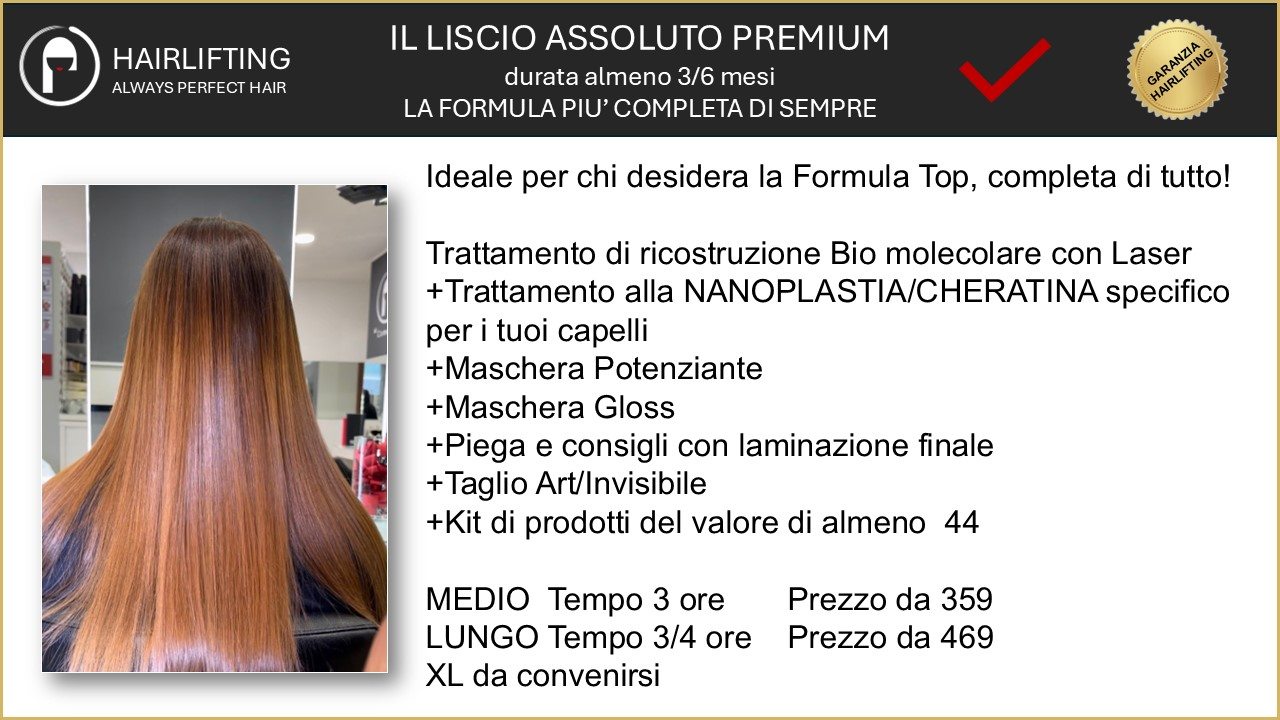 HAIRLIFTING
ALWAYS PERFECT HAIR
IL LISCIO ASSOLUTO PREMIUM
durata almeno 3/6 mesi
LA FORMULA PIU’ COMPLETA DI SEMPRE
GARANZIA
HAIRLIFTING
Ideale per chi desidera la Formula Top, completa di tutto!
Trattamento di ricostruzione Bio molecolare con Laser
+Trattamento alla NANOPLASTIA/CHERATINA specifico
per i tuoi capelli
+Maschera Potenziante
+Maschera Gloss
+Piega e consigli con laminazione finale
+Taglio Art/Invisibile
+Kit di prodotti del valore di almeno  44
MEDIO  Tempo 3 ore       Prezzo da 359
LUNGO Tempo 3/4 ore    Prezzo da 469
XL da convenirsi